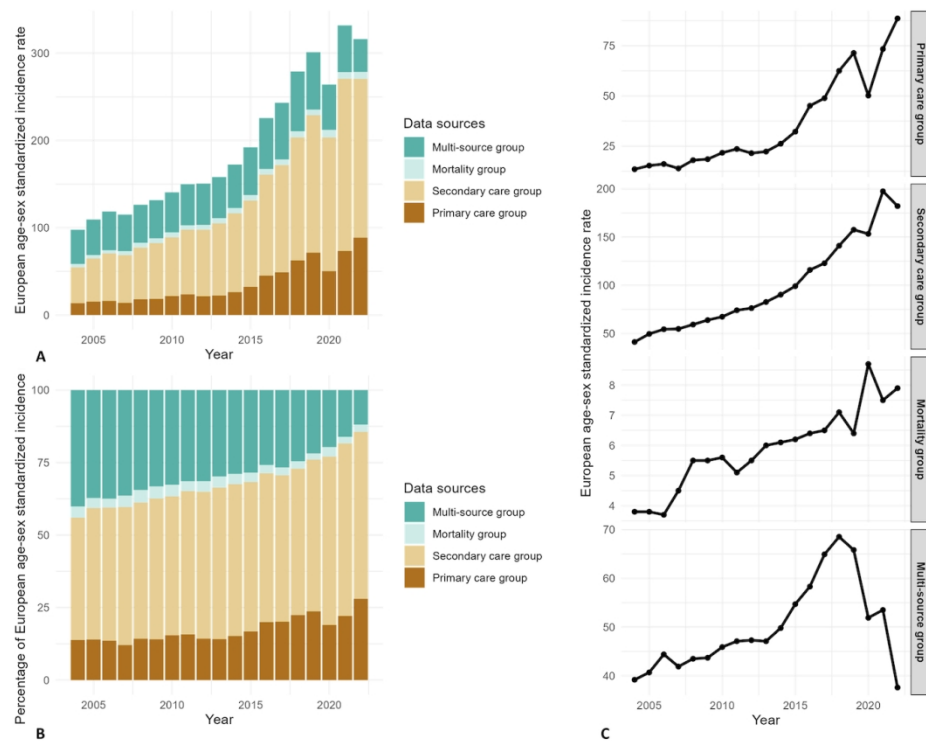 European age-sex standardized incidence rate
300
200
100
0
2005
2010
2015
2020
Year
A
Data sources
Multi-source group
Mortality group
Secondary care group
Primary care group
Percentage of European age-sex standardized incidence
100
75
50
25
0
2005
2010
2015
2020
Year
B
Data sources
Multi-source group
Mortality group
Secondary care group
Primary care group
European age-sex standardized incidence rate
75
50
25
Primary care group
200
150
100
50
Secondary care group
8
7
6
5
4
Mortality group
70
60
50
40
Multi-source group
2005
2010
2015
2020
Year
C